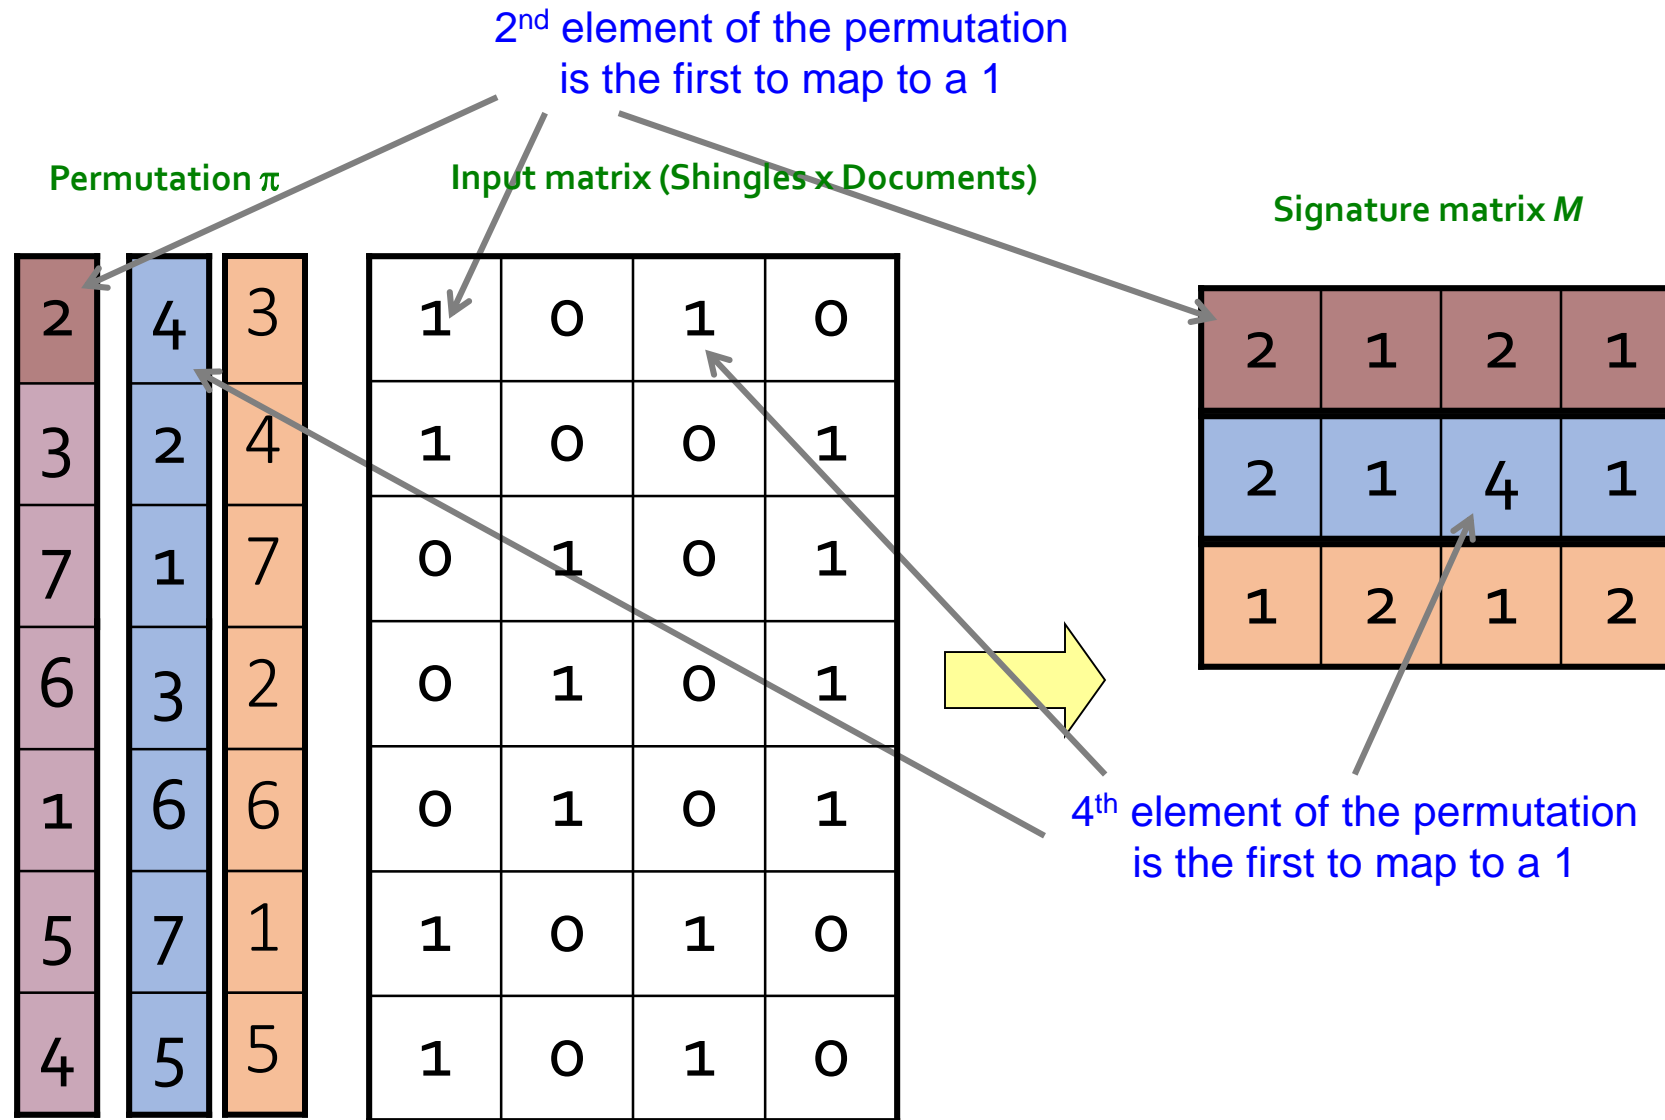 2nd element of the permutation
is the first to map to a 1
Permutation π
Input matrix (Shingles x Documents)
Signature matrix M
2 4 3 1 0 1 0
3 2 4 1 0 0 1
7 1 7 0 1 0 1
6 3 2 0 1 0 1
1 6 6 0 1 0 1
5 7 1 1 0 1 0
4 5 5 1 0 1 0
2 1 2 1
2 1 4 1
1 2 1 2
4th element of the permutation
is the first to map to a 1